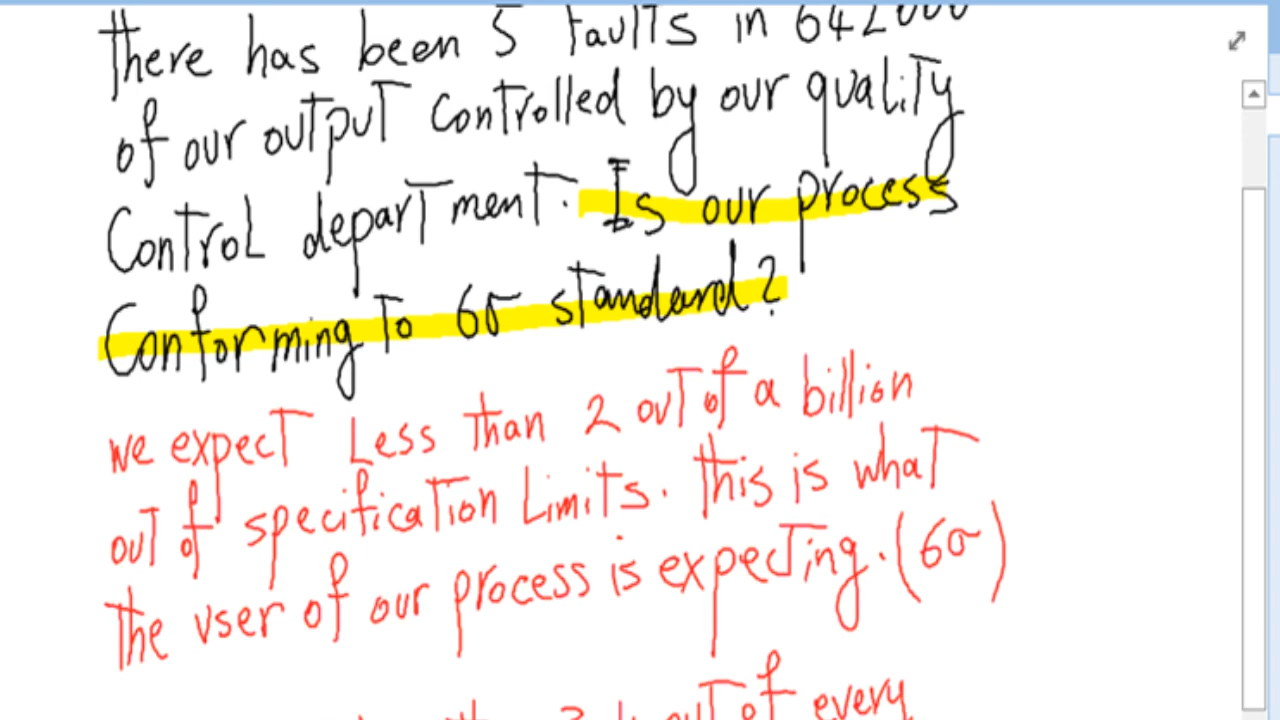 There has been 5 faults in 642000
of our output controlled by our quality
Control department. Is our process
Conforming To 6σ standard?
we expect Less Than 2 out of a billion
out of specification Limits. This is what
The user of our process is expecting. (6σ)
out of every